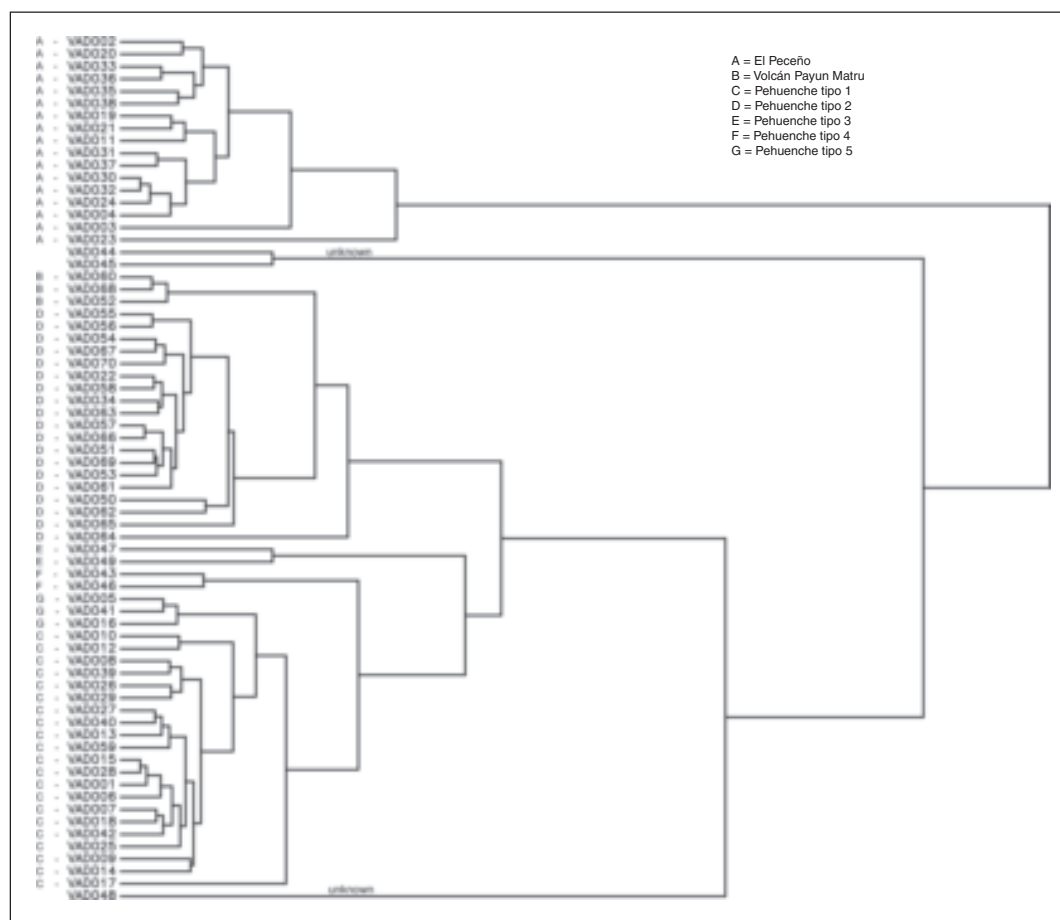 A - VAD002
A - VAD020
A - VAD033
A - VAD036
A - VAD035
A - VAD038
A - VAD019
A - VAD021
A - VAD011
A - VAD031
A - VAD037
A - VAD030
A - VAD032
A - VAD024
A - VAD004
A - VAD003
A - VAD023
VAD044
unknown
VAD045
B - VAD060
B - VAD068
B - VAD052
D - VAD055
D - VAD056
D - VAD054
D - VAD067
D - VAD070
D - VAD022
D - VAD058
D - VAD034
D - VAD063
D - VAD057
D - VAD066
D - VAD051
D - VAD069
D - VAD053
D - VAD061
D - VAD050
D - VAD062
D - VAD065
D - VAD064
E - VAD047
E - VAD049
F - VAD043
F - VAD046
G - VAD005
G - VAD041
G - VAD016
C - VAD010
C - VAD012
C - VAD008
C - VAD039
C - VAD026
C - VAD029
C - VAD027
C - VAD040
C - VAD013
C - VAD059
C - VAD015
C - VAD028
C - VAD001
C - VAD006
C - VAD007
C - VAD018
C - VAD042
C - VAD025
C - VAD009
C - VAD014
C - VAD017
unknown
VAD048
A = El Peceño
B = Volcán Payun Matru
C = Pehuenche tipo 1
D = Pehuenche tipo 2
E = Pehuenche tipo 3
F = Pehuenche tipo 4
G = Pehuenche tipo 5